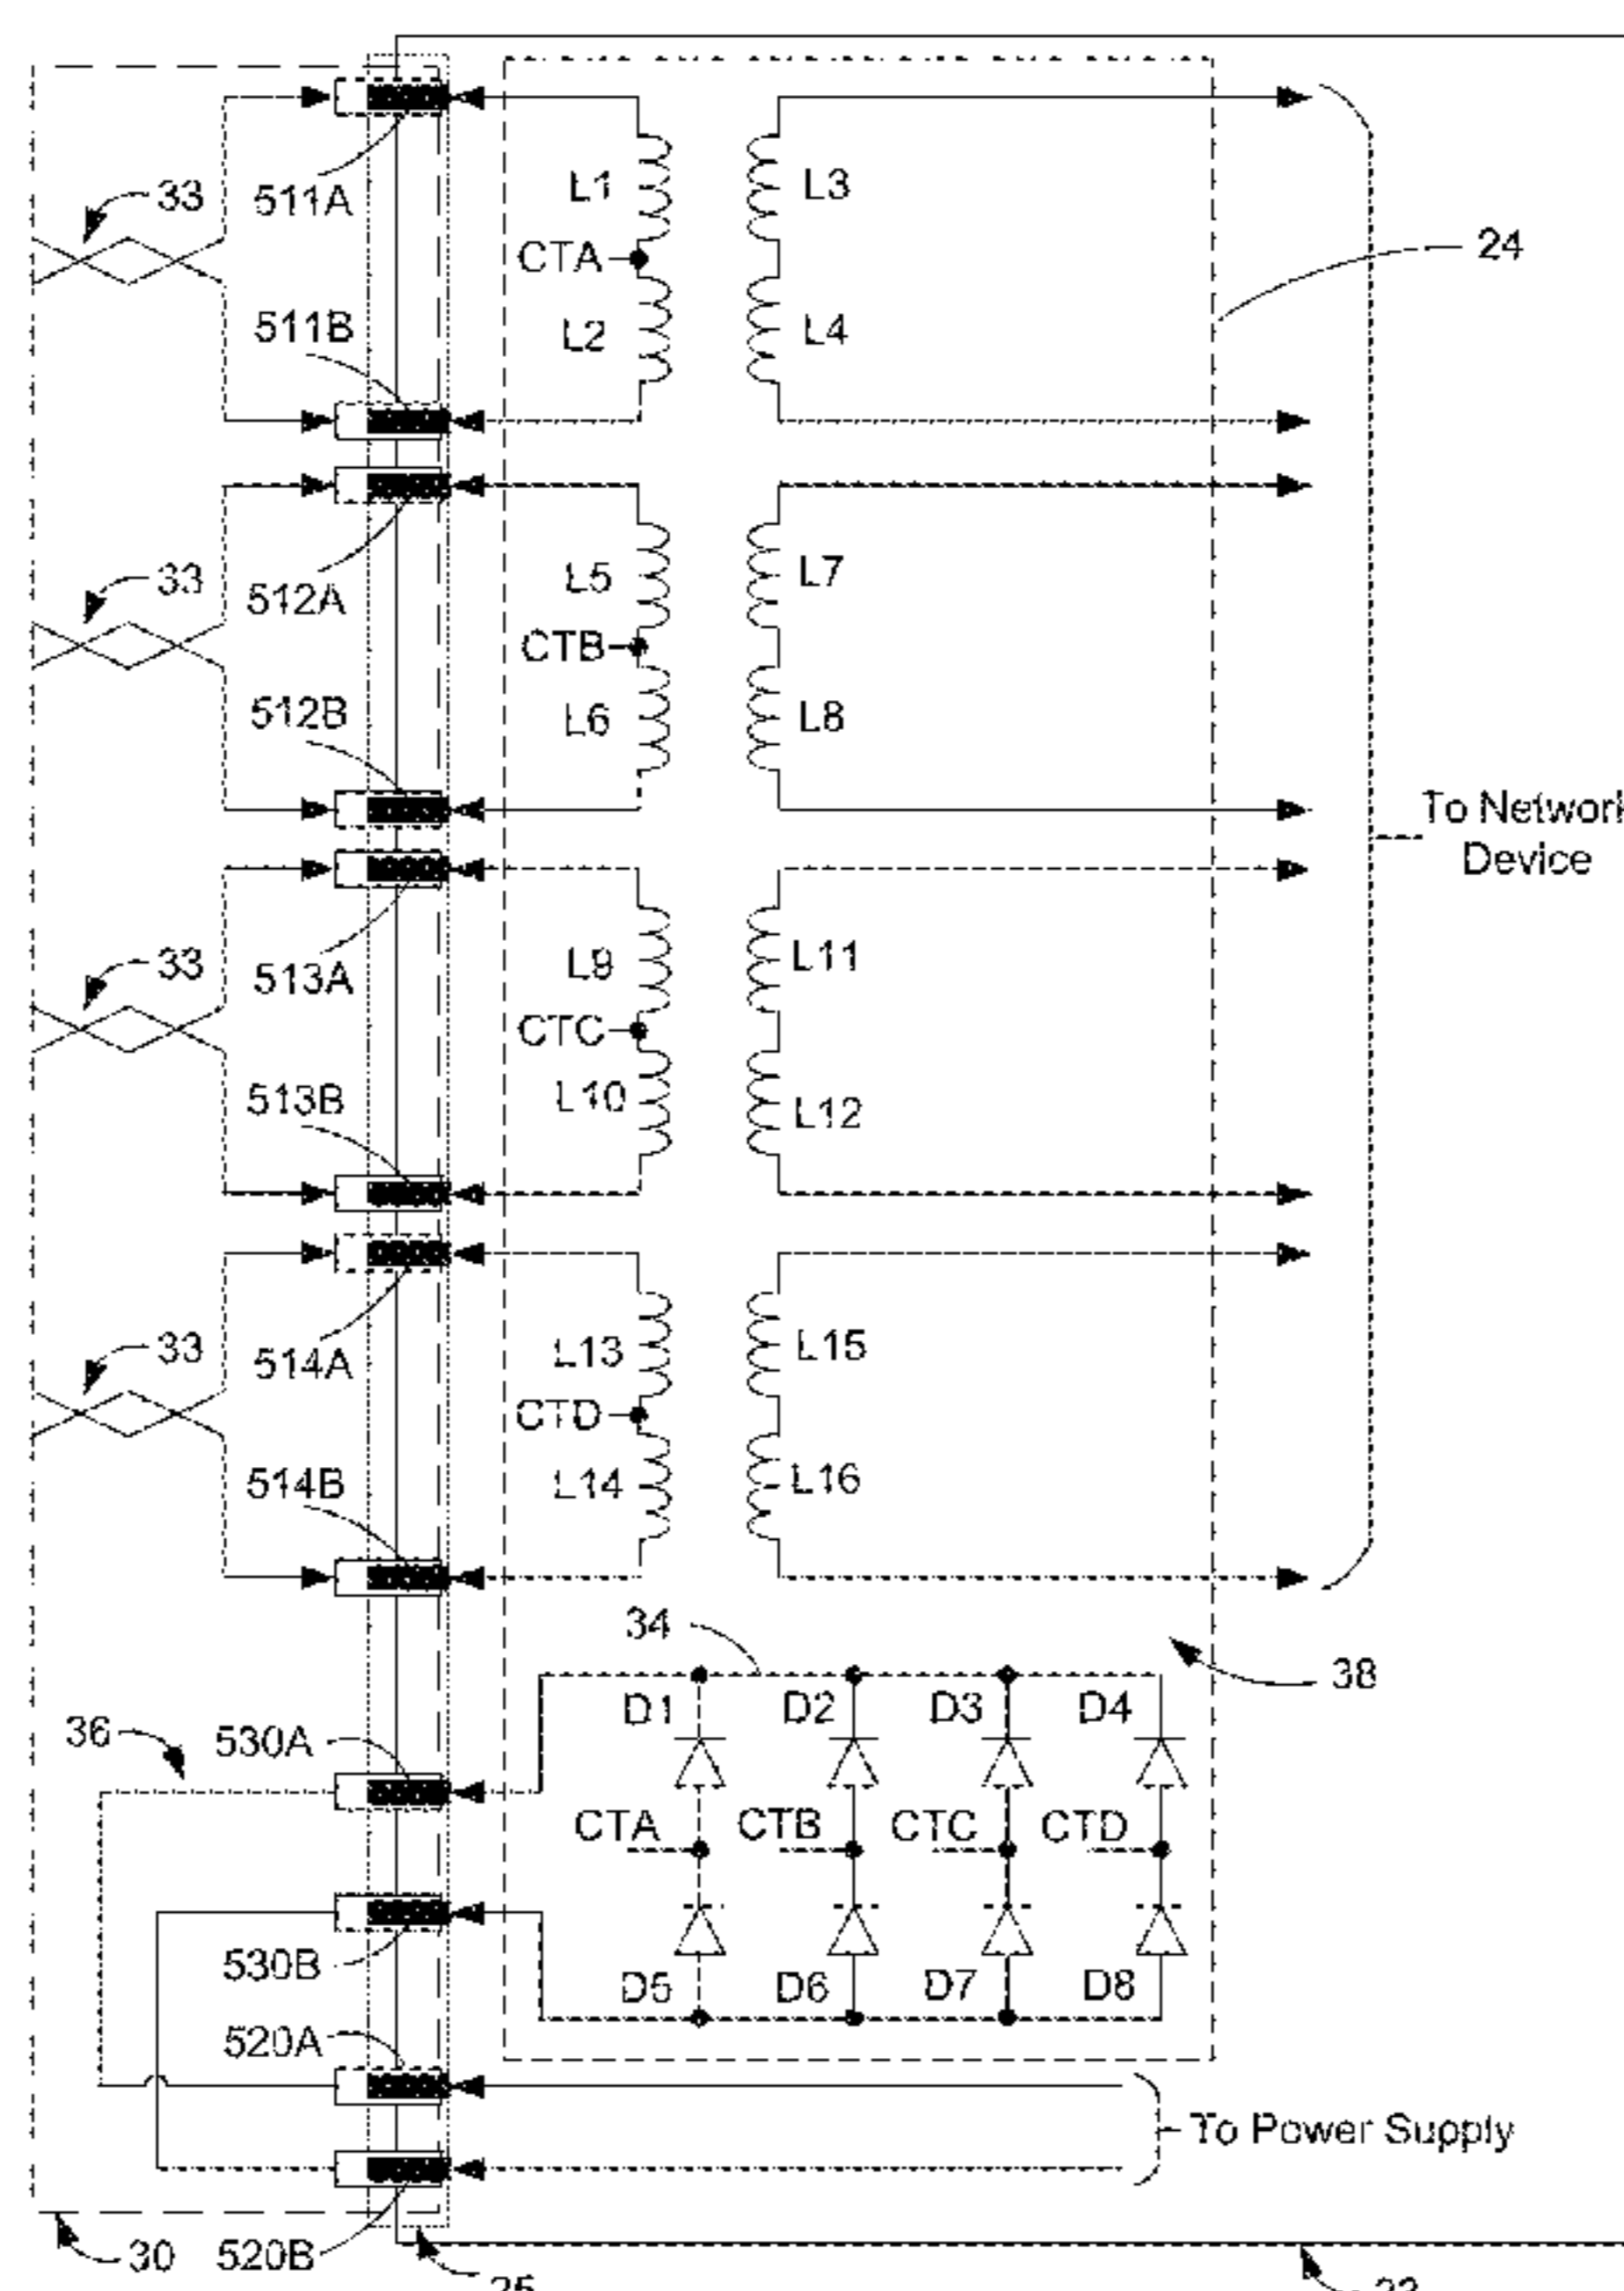 33
511A
L1
L3
CTA
24
511B
L2
L4
33
512A
L5
L7
CTB
512B
L6
L8
To Network
Device
33
513A
L9
L11
CTC
513B
L10
L12
33
514A
L13
L15
CTD
514B
L14
L16
34
38
36
530A
D1
D2
D3
D4
CTA
CTB
CTC
CTD
530B
D5
D6
D7
D8
520A
To Power Supply
30
520B